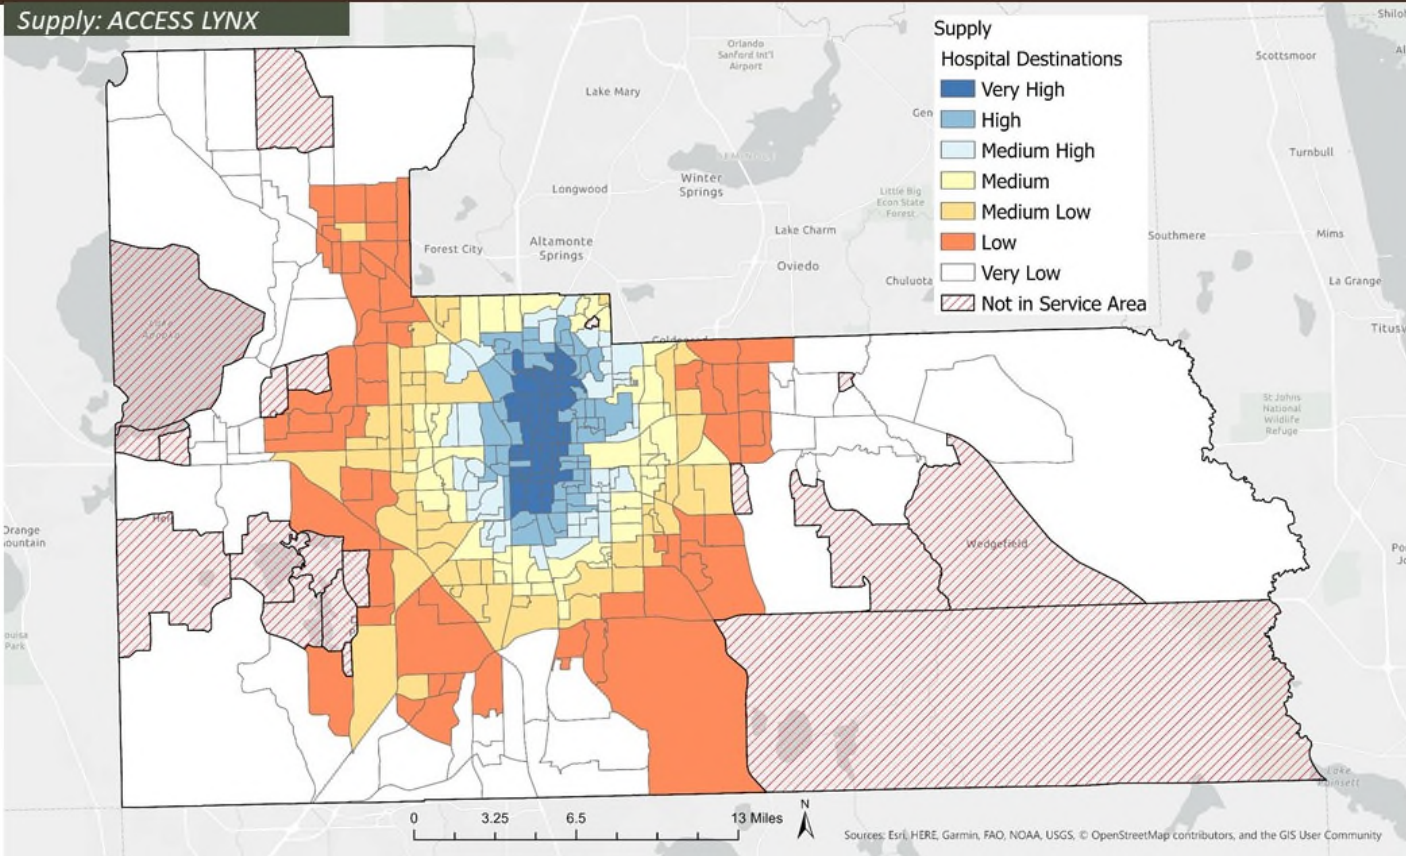 Supply: ACCESS LYNX
Supply
Hospital Destinations
Very High
High
Medium High
Medium
Medium Low
Low
Very Low
Not in Service Area
Orlando
Sanford Int'l
Airport
Lake Mary
Scottsmoor
Turnbull
Winter
Springs
Longwood
Little Big
Econ State
Forest
Lake Charm
Southmere
Mims
Forest City
Altamonte
Springs
Oviedo
Chuluota
La Grange
St Johns
National
Wildlife
Refuge
Wedgefield
Orange
0 3.25 6.5 13 Miles
N
Sources: Esri, HERE, Garmin, FAO, NOAA, USGS, © OpenStreetMap contributors, and the GIS User Community